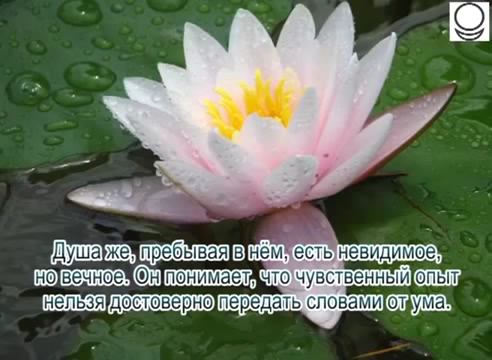 Душа же, пребывая в нём, есть невидимое,
но вечное. Он понимает, что чувственный опыт
нельзя достоверно передать словами от ума.